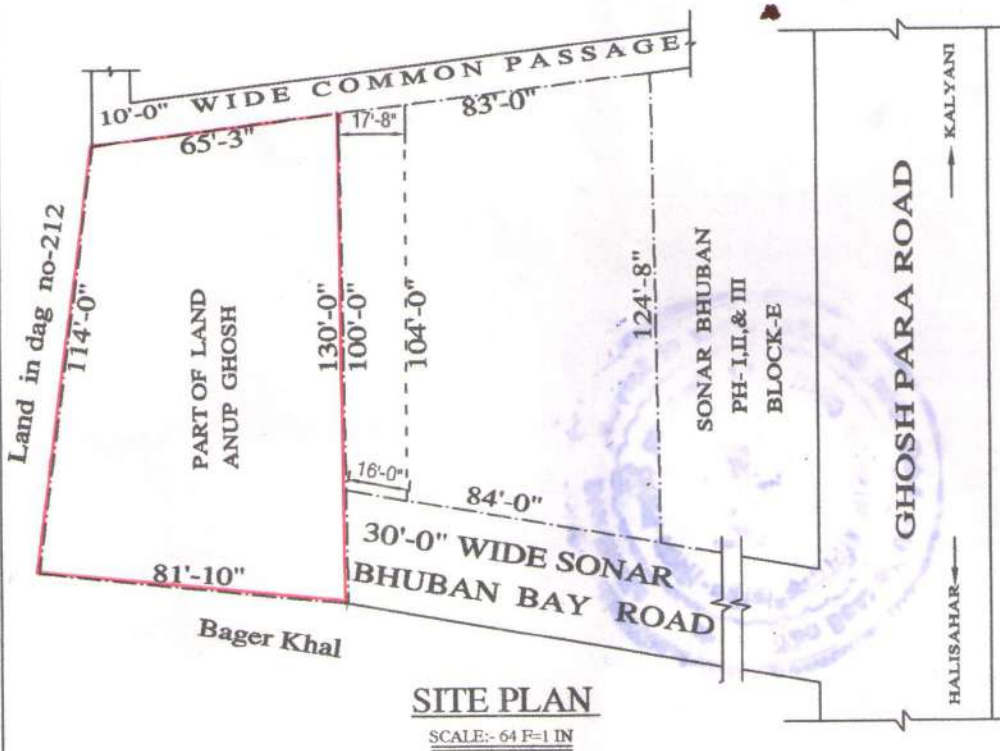 10'-0" WIDE COMMON PASSAGE
65'-3"
17'-8"
83'-0"
Land in dag no-212
114'-0"
PART OF LAND
ANUP GHOSH
130'-0"
100'-0"
104'-0"
124'-8"
SONAR BHUBAN
PH- I,II,& III
BLOCK-E
GHOSH PARA ROAD
KALYANI
HALISAHAR
16'-0"
84'-0"
81'-10"
30'-0" WIDE SONAR
BHUBAN BAY ROAD
Bager Khal
SITE PLAN
SCALE:- 64 F=1 IN